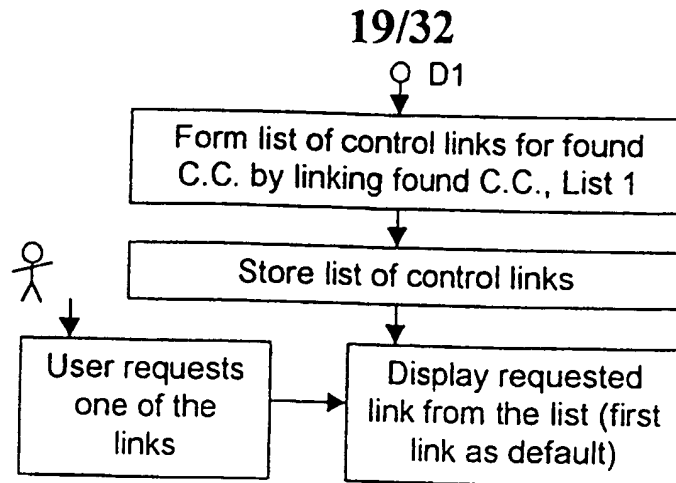 19/32
D1
Form list of control links for found
C.C. by linking found C.C., List 1
Store list of control links
User requests
one of the
links
Display requested
link from the list (first
link as default)